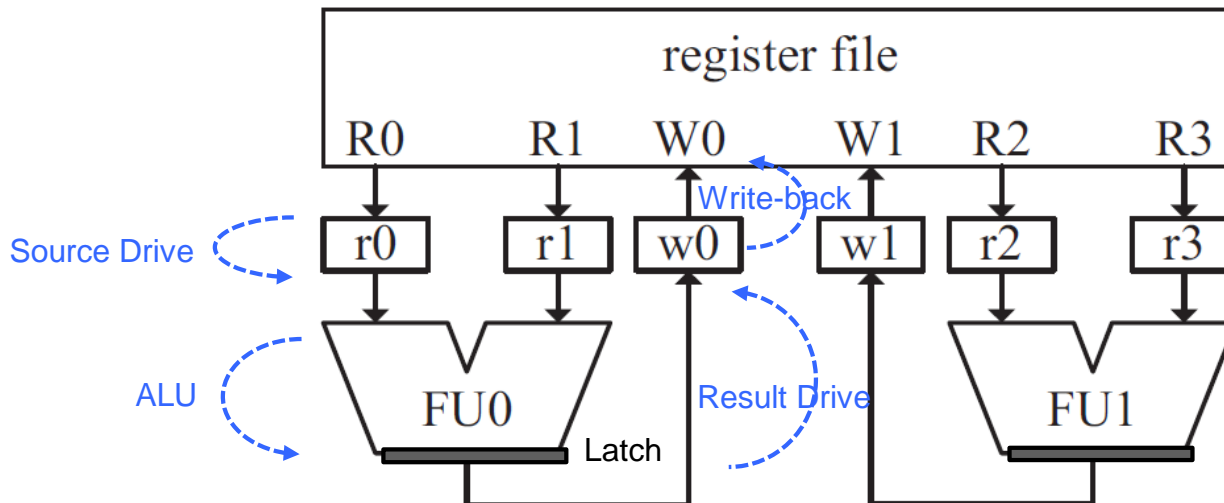 register file
R0 R1 W0 W1 R2 R3
Write-back
Source Drive
r0 r1 w0 w1 r2 r3
ALU
FU0
Result Drive
FU1
Latch